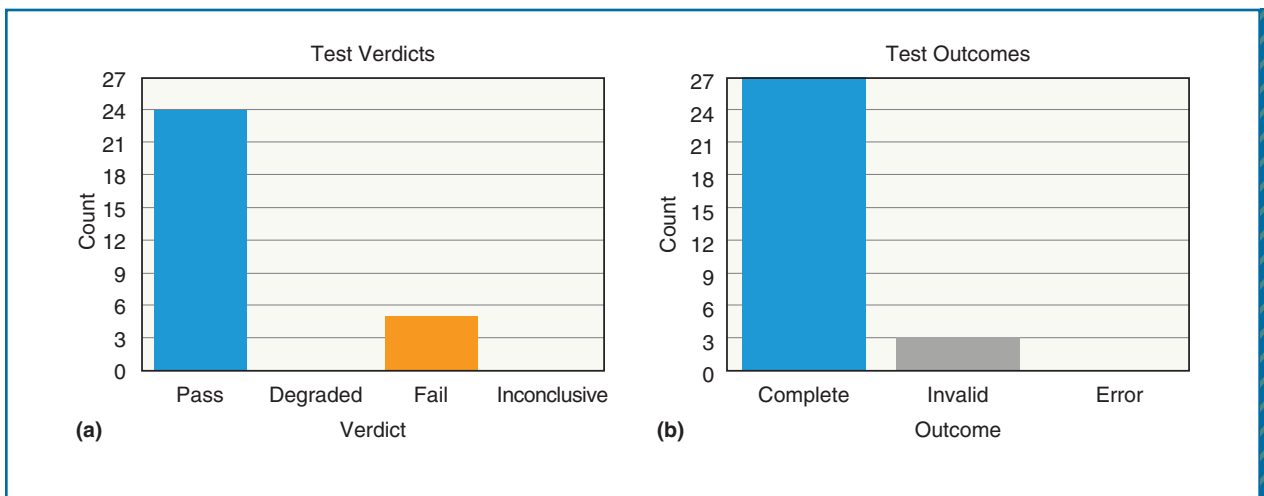 Test Verdicts
27
24
21
18
15
12
9
6
3
0
Count
Pass Degraded Fail Inconclusive
(a) Verdict
Test Outcomes
27
24
21
18
15
12
9
6
3
0
Count
Complete Invalid Error
(b) Outcome